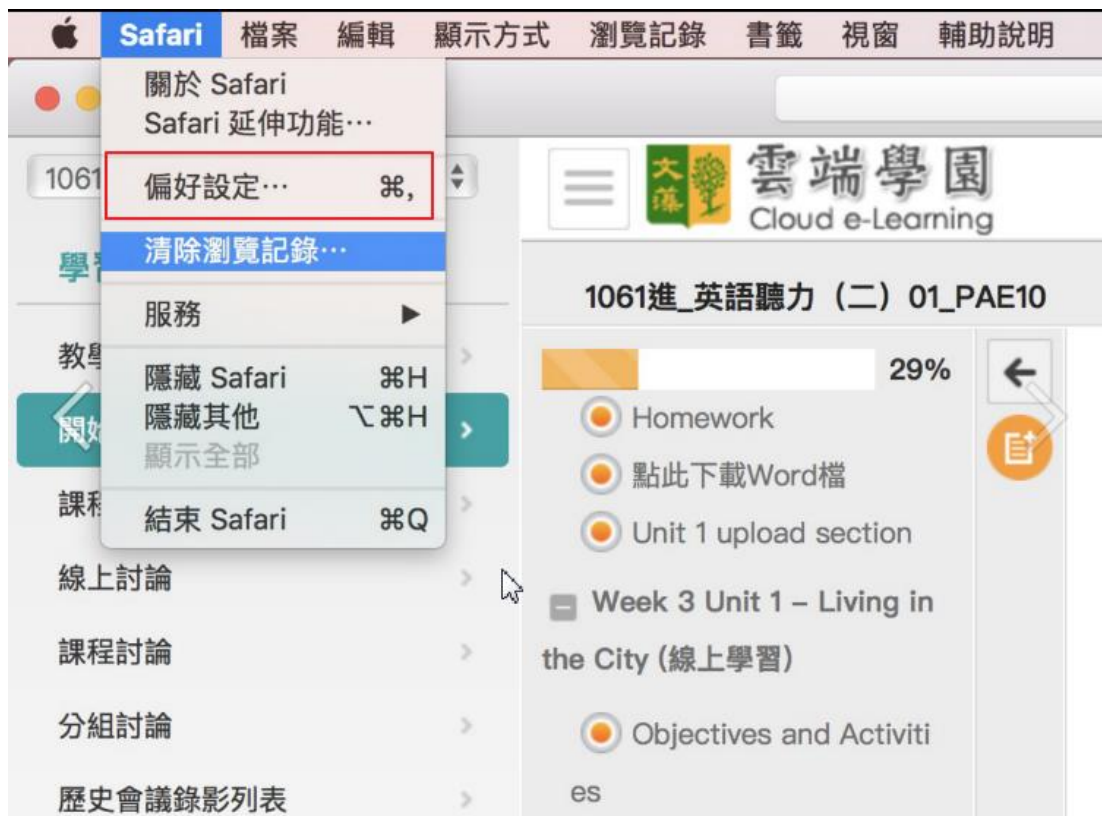 Safari 檔案 編輯 顯示方式 瀏覽記錄 書籤 視窗 輔助說明
關於 Safari
Safari 延伸功能⋯
偏好設定⋯ ⌘,
清除瀏覽記錄⋯
服務 ▶
隱藏 Safari ⌘H
隱藏其他 ⌥⌘H
顯示全部
結束 Safari ⌘Q
1061
教學
開始
線上討論
課程討論
分組討論
歷史會議錄影列表
文藻
雲端學園
Cloud e-Learning
1061進_英語聽力（二）01_PAE10
29%
Homework
點此下載Word檔
Unit 1 upload section
Week 3 Unit 1 – Living in
the City (線上學習)
Objectives and Activiti
es